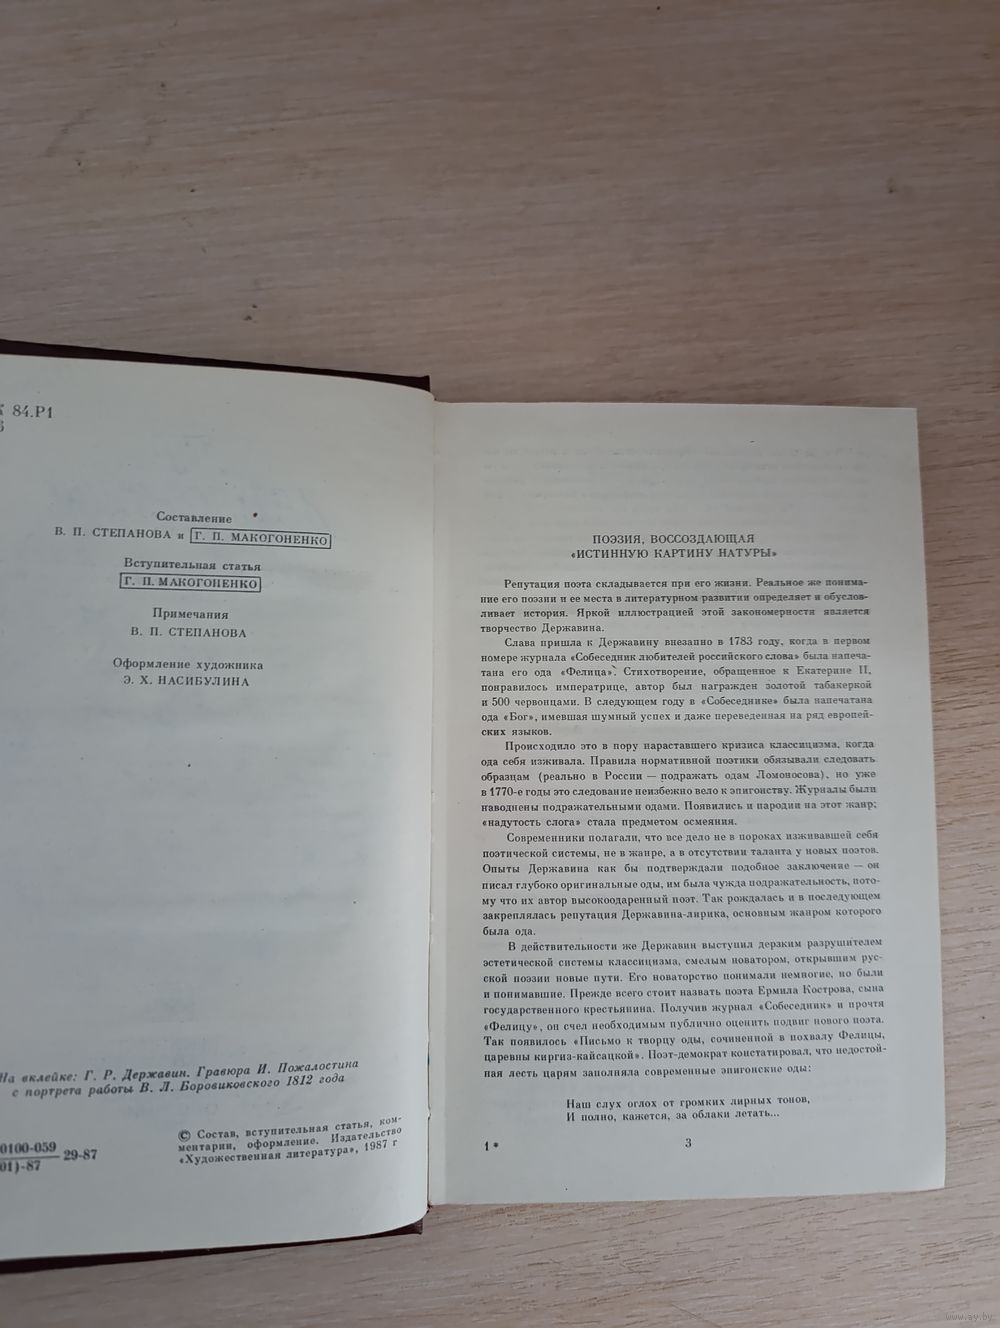 84.Р1
Составление
В. П. СТЕПАНОВА и Г. П. МАКОГОНЕНКО
Вступительная статья
Г. П. МАКОГОНЕНКО
Примечания
В. П. СТЕПАНОВА
Оформление художника
Э. Х. НАСИБУЛИНА
На вклейке: Г. Р. Державин. Гравюра И. Пожалостина
с портрета работы В. Л. Боровиковского 1812 года
0100-059
01)-87
29-87
© Состав, вступительная статья, ком-
ментарии, оформление. Издательство
«Художественная литература», 1987 г
ПОЭЗИЯ, ВОССОЗДАЮЩАЯ
«ИСТИННУЮ КАРТИНУ НАТУРЫ»
Репутация поэта складывается при его жизни. Реальное же понима-
ние его поэзии и ее места в литературном развитии определяет и обуслов-
ливает история. Яркой иллюстрацией этой закономерности является
творчество Державина.
Слава пришла к Державину внезапно в 1783 году, когда в первом
номере журнала «Собеседник любителей российского слова» была напеча-
тана его ода «Фелица». Стихотворение, обращенное к Екатерине II,
понравилось императрице, автор был награжден золотой табакеркой
и 500 червонцами. В следующем году в «Собеседнике» была напечатана
ода «Бог», имевшая шумный успех и даже переведенная на ряд европей-
ских языков.
Происходило это в пору нараставшего кризиса классицизма, когда
ода себя изживала. Правила нормативной поэтики обязывали следовать
образцам (реально в России — подражать одам Ломоносова), но уже
в 1770-е годы это следование неизбежно вело к эпигонству. Журналы были
наводнены подражательными одами. Появились и пародии на этот жанр;
«надутость слога» стала предметом осмеяния.
Современники полагали, что все дело не в пороках изживавшей себя
поэтической системы, не в жанре, а в отсутствии таланта у новых поэтов.
Опыты Державина как бы подтверждали подобное заключение — он
писал глубоко оригинальные оды, им была чужда подражательность, пото-
му что их автор высокоодаренный поэт. Так рождалась и в последующем
закреплялась репутация Державина-лирика, основным жанром которого
была ода.
В действительности же Державин выступил дерзким разрушителем
эстетической системы классицизма, смелым новатором, открывшим рус-
ской поэзии новые пути. Его новаторство понимали немногие, но были
и понимавшие. Прежде всего стоит назвать поэта Ермила Кострова, сына
государственного крестьянина. Получив журнал «Собеседник» и прочтя
«Фелицу», он счел необходимым публично оценить подвиг нового поэта.
Так появилось «Письмо к творцу оды, сочиненной в похвалу Фелицы,
царевны киргиз-кайсацкой». Поэт-демократ констатировал, что недостой-
ная лесть царям заполняла современные эпигонские оды:
Наш слух оглох от громких лирных тонов,
И полно, кажется, за облаки летать...
1 *
3
www.ay.by